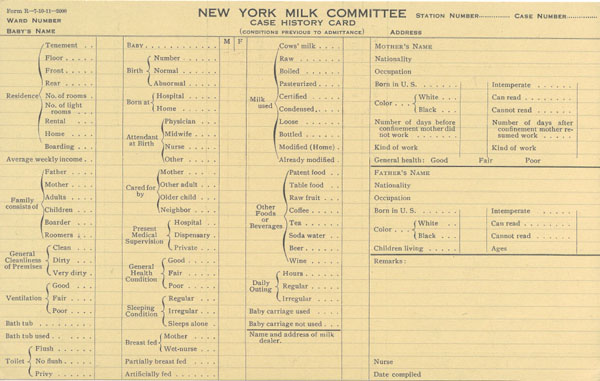 Form R—7-10-11—2000
NEW YORK MILK COMMITTEE
STATION NUMBER............ CASE NUMBER............
WARD NUMBER
CASE HISTORY CARD
BABY'S NAME
(CONDITIONS PREVIOUS TO ADMITTANCE)
ADDRESS
Residence
Tenement . .
Floor . . . .
Front . . . .
Rear . . . .
No. of rooms
No. of light rooms
Rental . . .
Home . . .
Boarding . .
Average weekly income . .
Family consists of
Father . . .
Mother . . .
Adults . . .
Children . . .
Boarder . .
Roomers . .
General Cleanliness of Premises
Clean . . .
Dirty . . .
Very dirty . .
Ventilation
Good . . .
Fair . . . .
Poor . . . .
Bath tub . . . . . .
Bath tub used . . . . .
Toilet
Flush . . . .
No flush . . .
Privy . . . .
M F
BABY . . . . . . . .
Birth
Number . . . .
Normal . . . .
Abnormal . . .
Born at
Hospital . . . .
Home . . . . .
Attendant at Birth
Physician . . .
Midwife . . . .
Nurse . . . .
Other . . . .
Cared for by
Mother . . . .
Other adult . . .
Older child . . .
Neighbor . . . .
Present Medical Supervision
Hospital . . .
Dispensary . .
Private . . .
General Health Condition
Good . . . .
Fair . . . .
Poor . . . .
Sleeping Condition
Regular . . .
Irregular . . .
Sleeps alone .
Breast fed
Mother . . . .
Wet-nurse . . .
Partially breast fed . . . .
Artificially fed . . . . .
Milk used
Cows' milk . .
Raw . . . .
Boiled . . .
Pasteurized .
Certified . .
Condensed . .
Loose . . .
Bottled . . .
Modified (Home)
Already modified .
Other Foods or Beverages
Patent food . .
Table food . .
Raw fruit . .
Coffee . . .
Tea . . . .
Soda water . .
Beer . . . .
Wine . . . .
Daily Outing
Hours . . . .
Regular . . .
Irregular . . .
Baby carriage used . . .
Baby carriage not used . . .
Name and address of milk dealer.
MOTHER'S NAME
Nationality
Occupation
Born in U. S. Intemperate . . . .
Color . . .
White . . Can read . . . .
Black . . Cannot read . . . .
Number of days before confinement mother did not work . . .
Number of days after confinement mother resumed work . . .
Kind of work Kind of work
General health: Good Fair Poor
FATHER'S NAME
Nationality
Occupation
Born in U. S. Intemperate . . . .
Color . . .
White . . Can read . . . .
Black . . Cannot read . . . .
Children living . . . . Ages
Remarks:
Nurse
Date complied